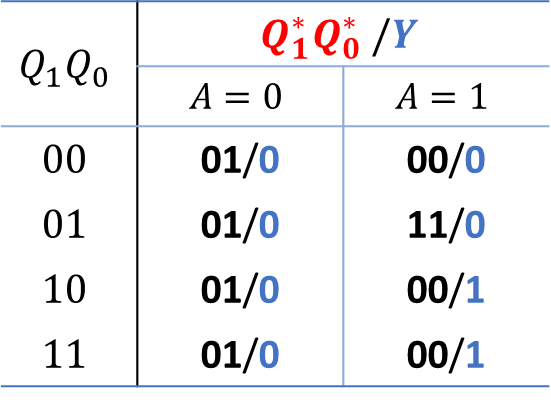 Q₁*Q₀* /Y
Q₁Q₀
A = 0 A = 1
00 01/0 00/0
01 01/0 11/0
10 01/0 00/1
11 01/0 00/1